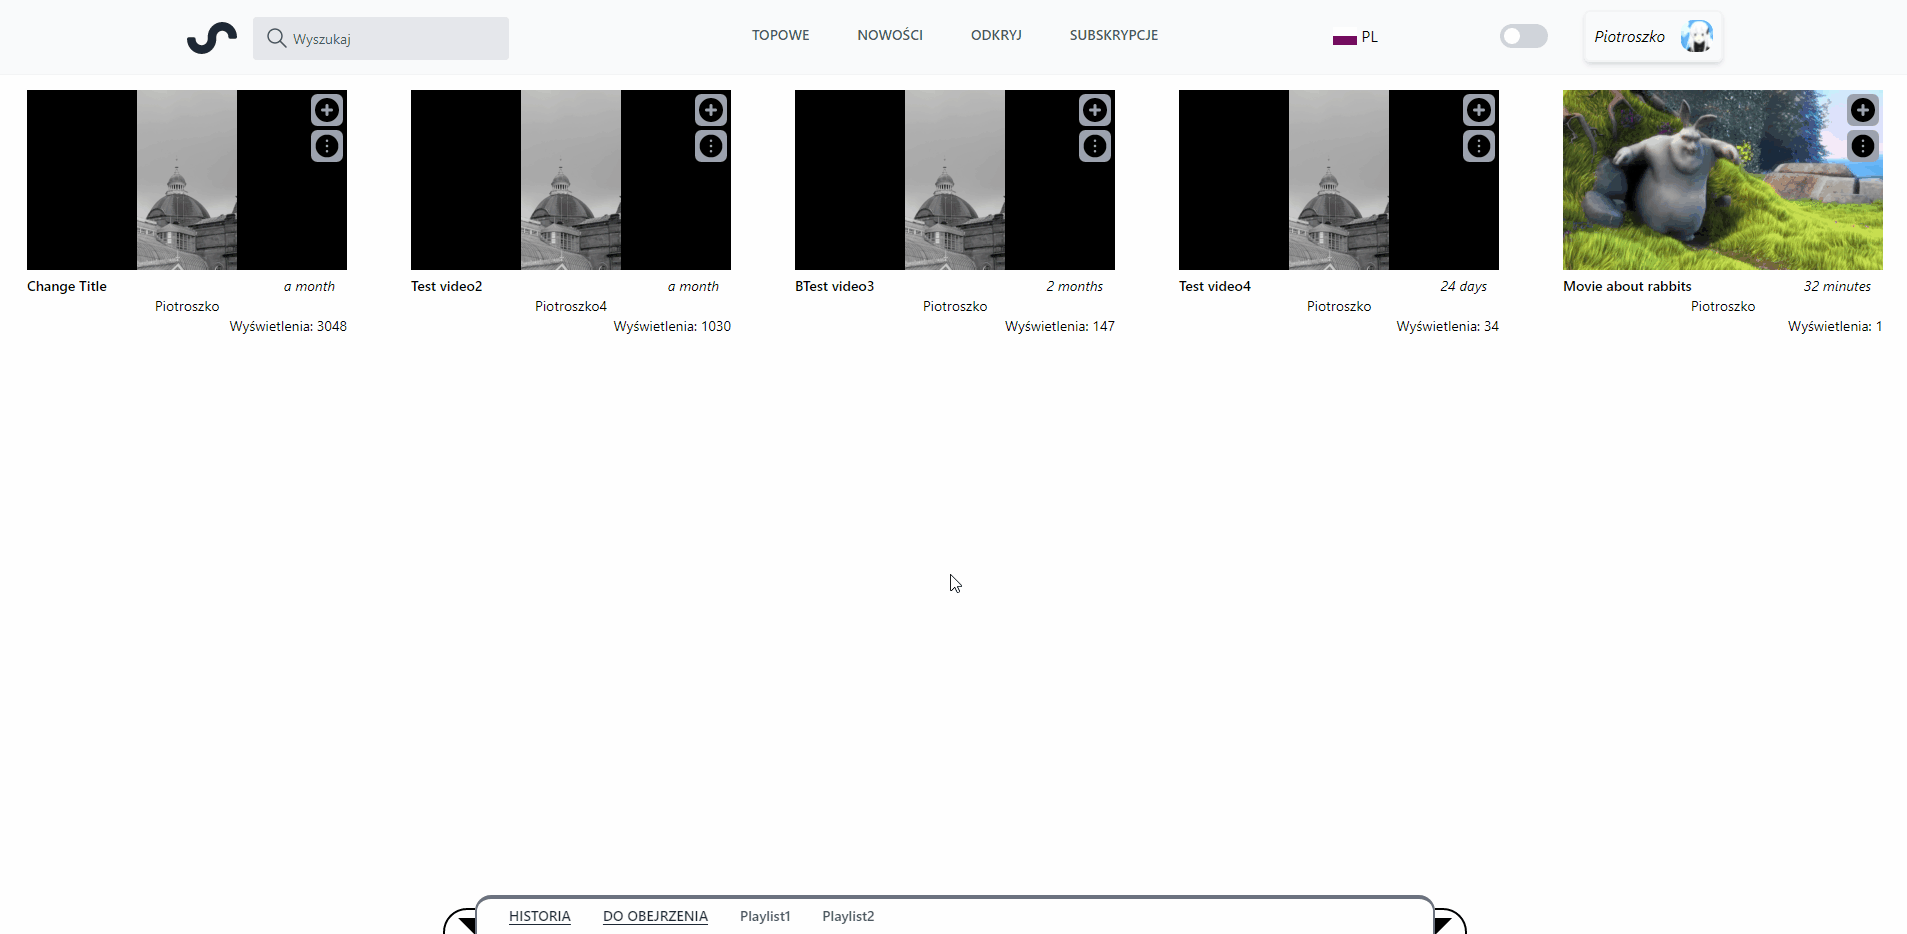 Wyszukaj
TOPOWE NOWOŚCI ODKRYJ SUBSKRYPCJE
PL
Piotroszko
Change Title a month
Piotroszko
Wyświetlenia: 3048
Test video2 a month
Piotroszko4
Wyświetlenia: 1030
BTest video3 2 months
Piotroszko
Wyświetlenia: 147
Test video4 24 days
Piotroszko
Wyświetlenia: 34
Movie about rabbits 32 minutes
Piotroszko
Wyświetlenia: 1
HISTORIA DO OBEJRZENIA Playlist1 Playlist2